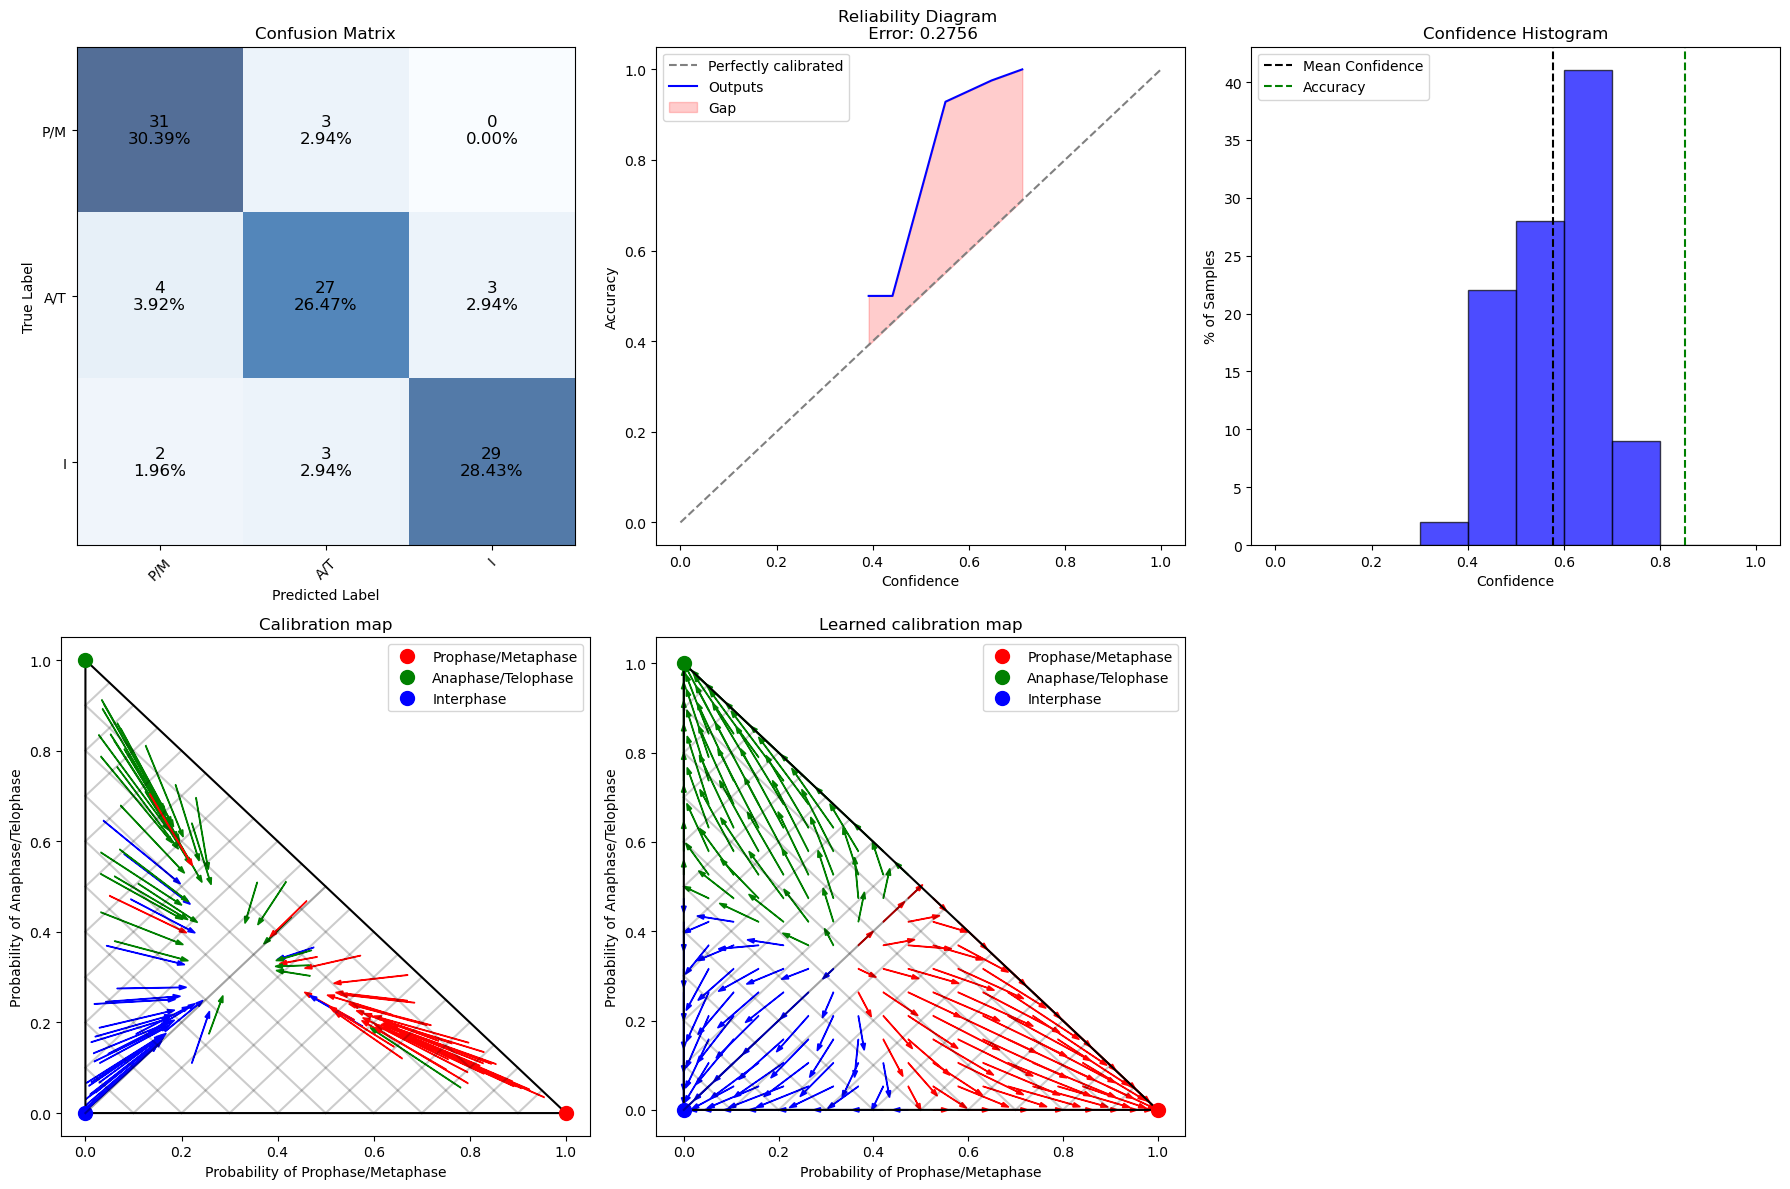 Confusion Matrix
P/M
A/T
I
True Label
31
30.39%
3
2.94%
0
0.00%
4
3.92%
27
26.47%
3
2.94%
2
1.96%
3
2.94%
29
28.43%
P/M
A/T
I
Predicted Label
Reliability Diagram
Error: 0.2756
Perfectly calibrated
Outputs
Gap
1.0
0.8
0.6
0.4
0.2
0.0
Accuracy
0.0
0.2
0.4
0.6
0.8
1.0
Confidence
Confidence Histogram
Mean Confidence
Accuracy
40
35
30
25
20
15
10
5
0
% of Samples
0.0
0.2
0.4
0.6
0.8
1.0
Confidence
Calibration map
Prophase/Metaphase
Anaphase/Telophase
Interphase
1.0
0.8
0.6
0.4
0.2
0.0
Probability of Anaphase/Telophase
0.0
0.2
0.4
0.6
0.8
1.0
Probability of Prophase/Metaphase
Learned calibration map
Prophase/Metaphase
Anaphase/Telophase
Interphase
1.0
0.8
0.6
0.4
0.2
0.0
Probability of Anaphase/Telophase
0.0
0.2
0.4
0.6
0.8
1.0
Probability of Prophase/Metaphase